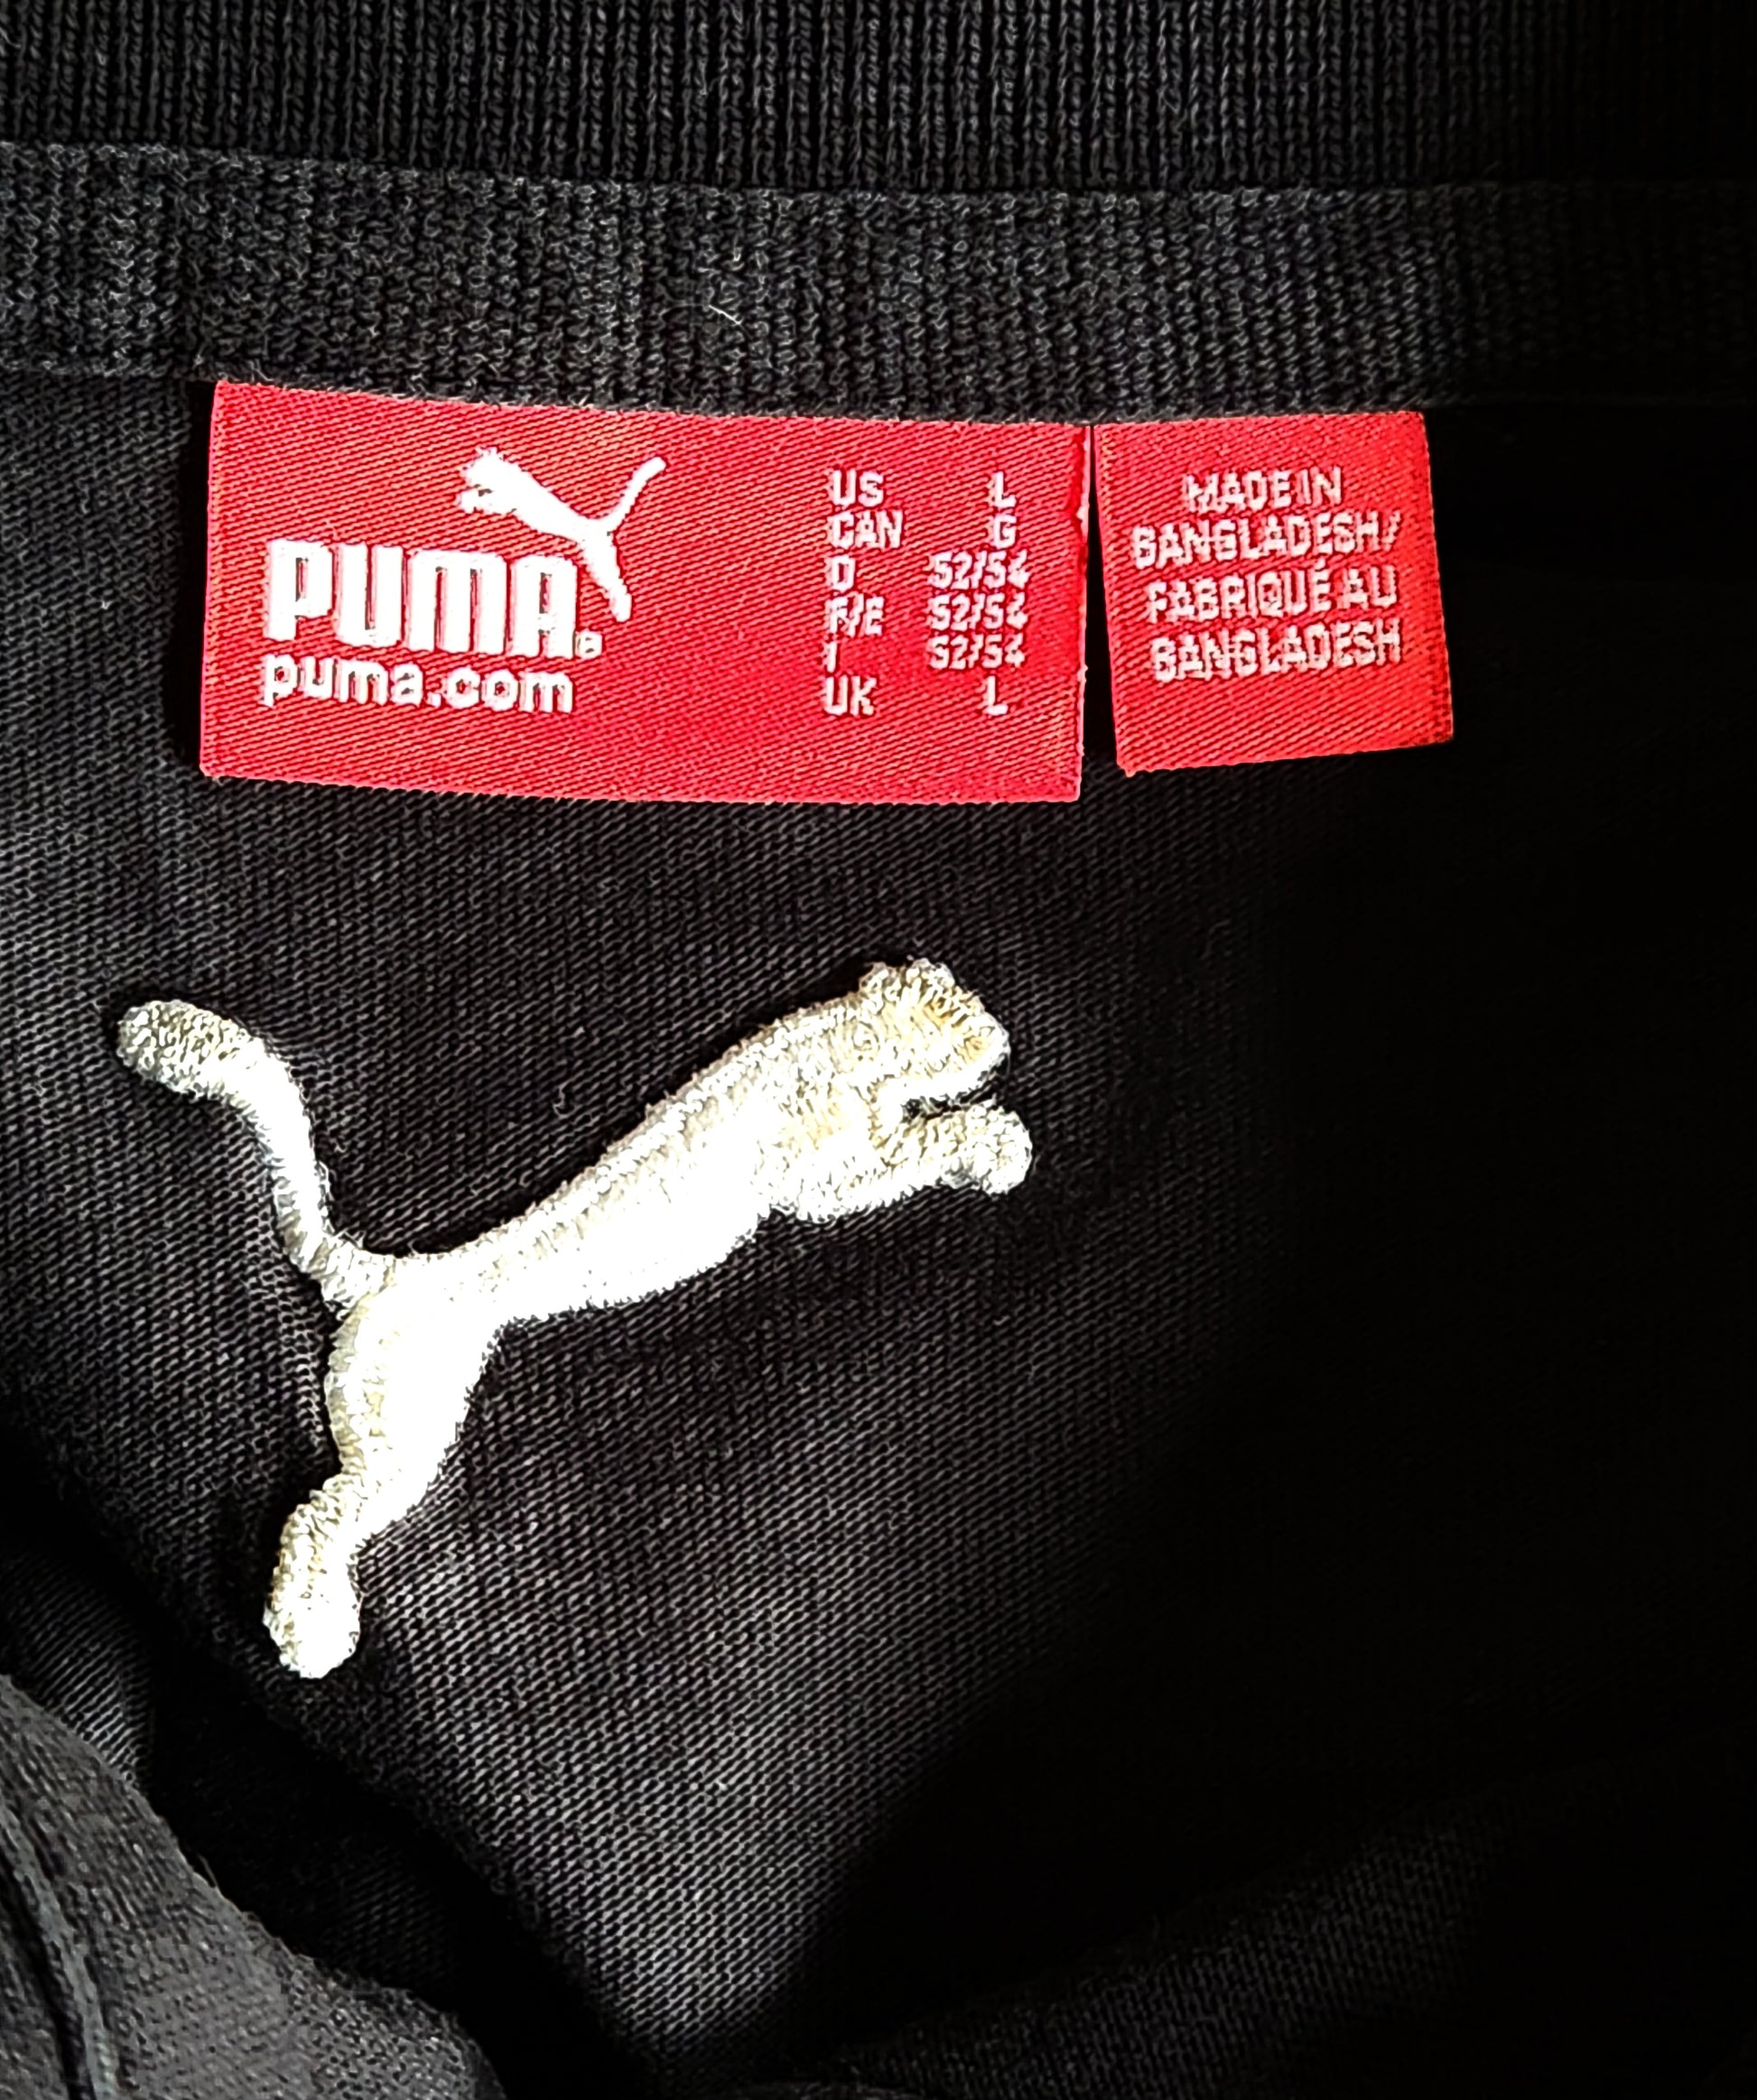 PUMA®
puma.com
US L
CAN G
D 52/54
F/E 52/54
I 52/54
UK L
MADE IN
BANGLADESH/
FABRIQUÉ AU
BANGLADESH